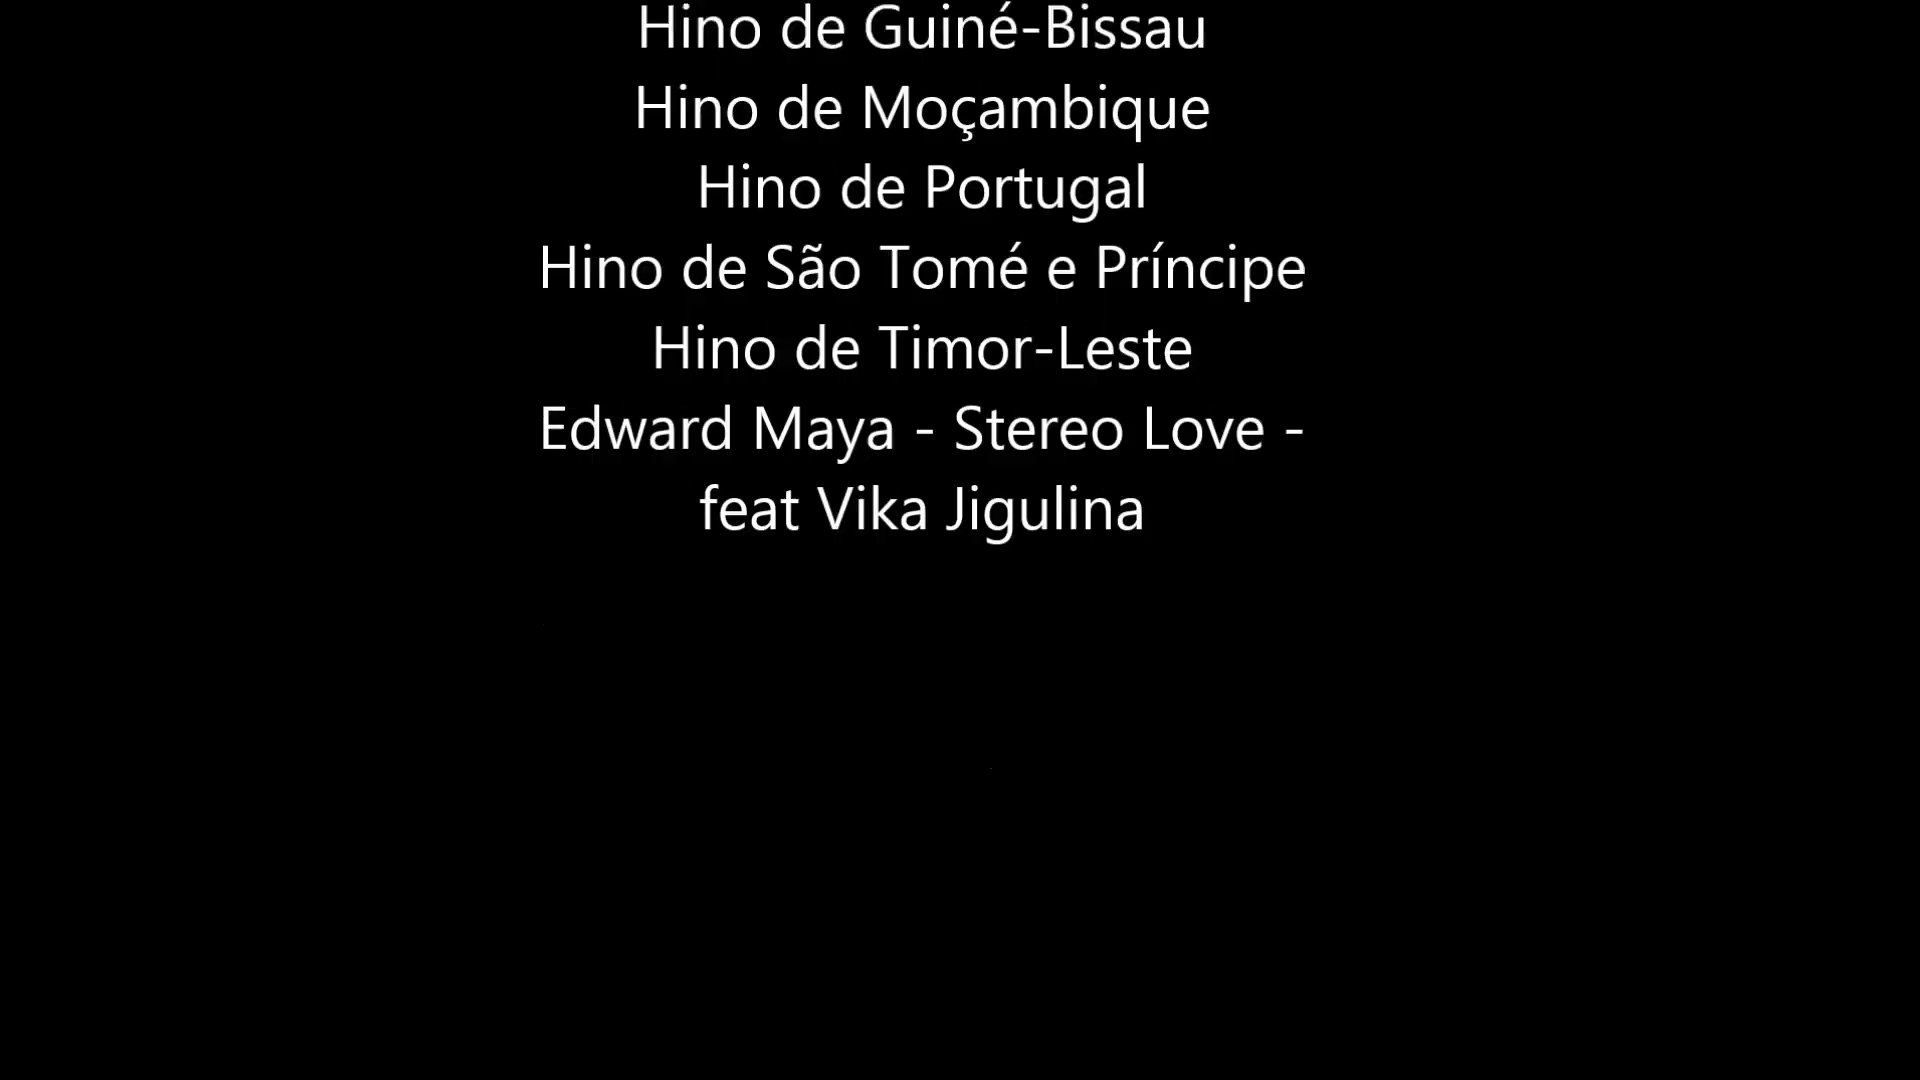 Hino de Guiné-Bissau
Hino de Moçambique
Hino de Portugal
Hino de São Tomé e Príncipe
Hino de Timor-Leste
Edward Maya - Stereo Love -
feat Vika Jigulina